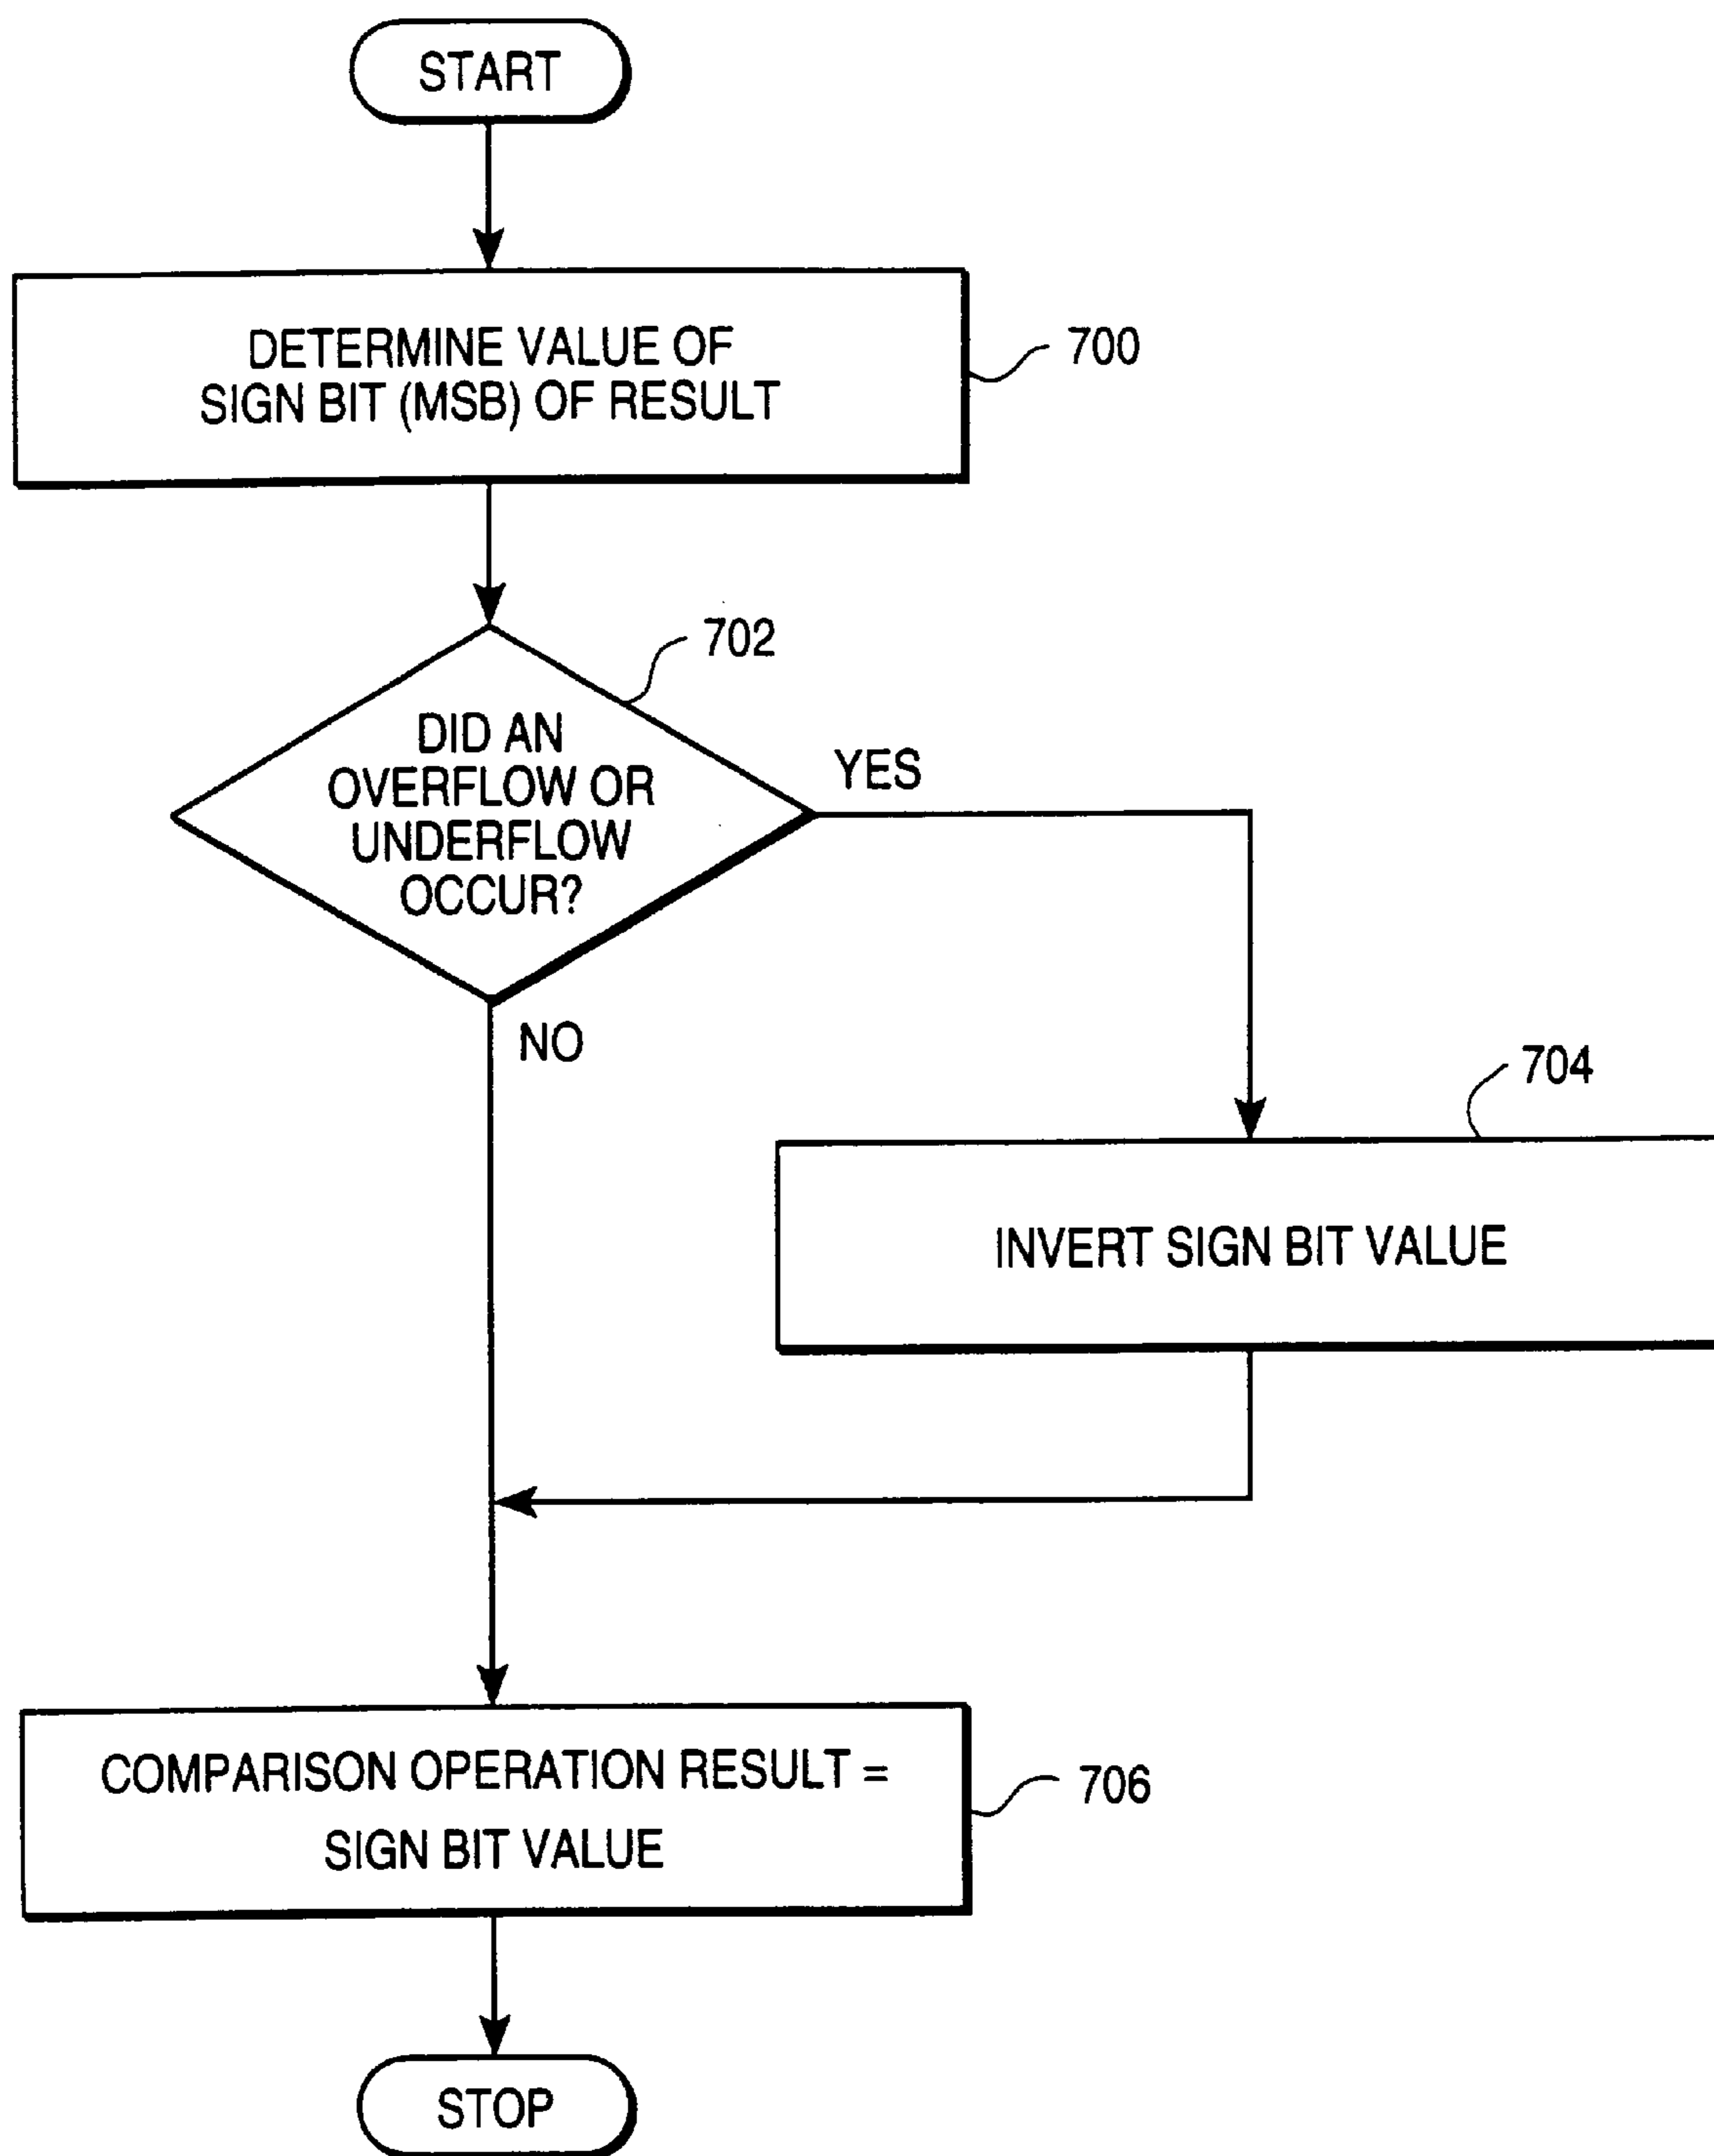 START
DETERMINE VALUE OF
SIGN BIT (MSB) OF RESULT
700
702
DID AN
OVERFLOW OR
UNDERFLOW
OCCUR?
YES
NO
704
INVERT SIGN BIT VALUE
COMPARISON OPERATION RESULT =
SIGN BIT VALUE
706
STOP